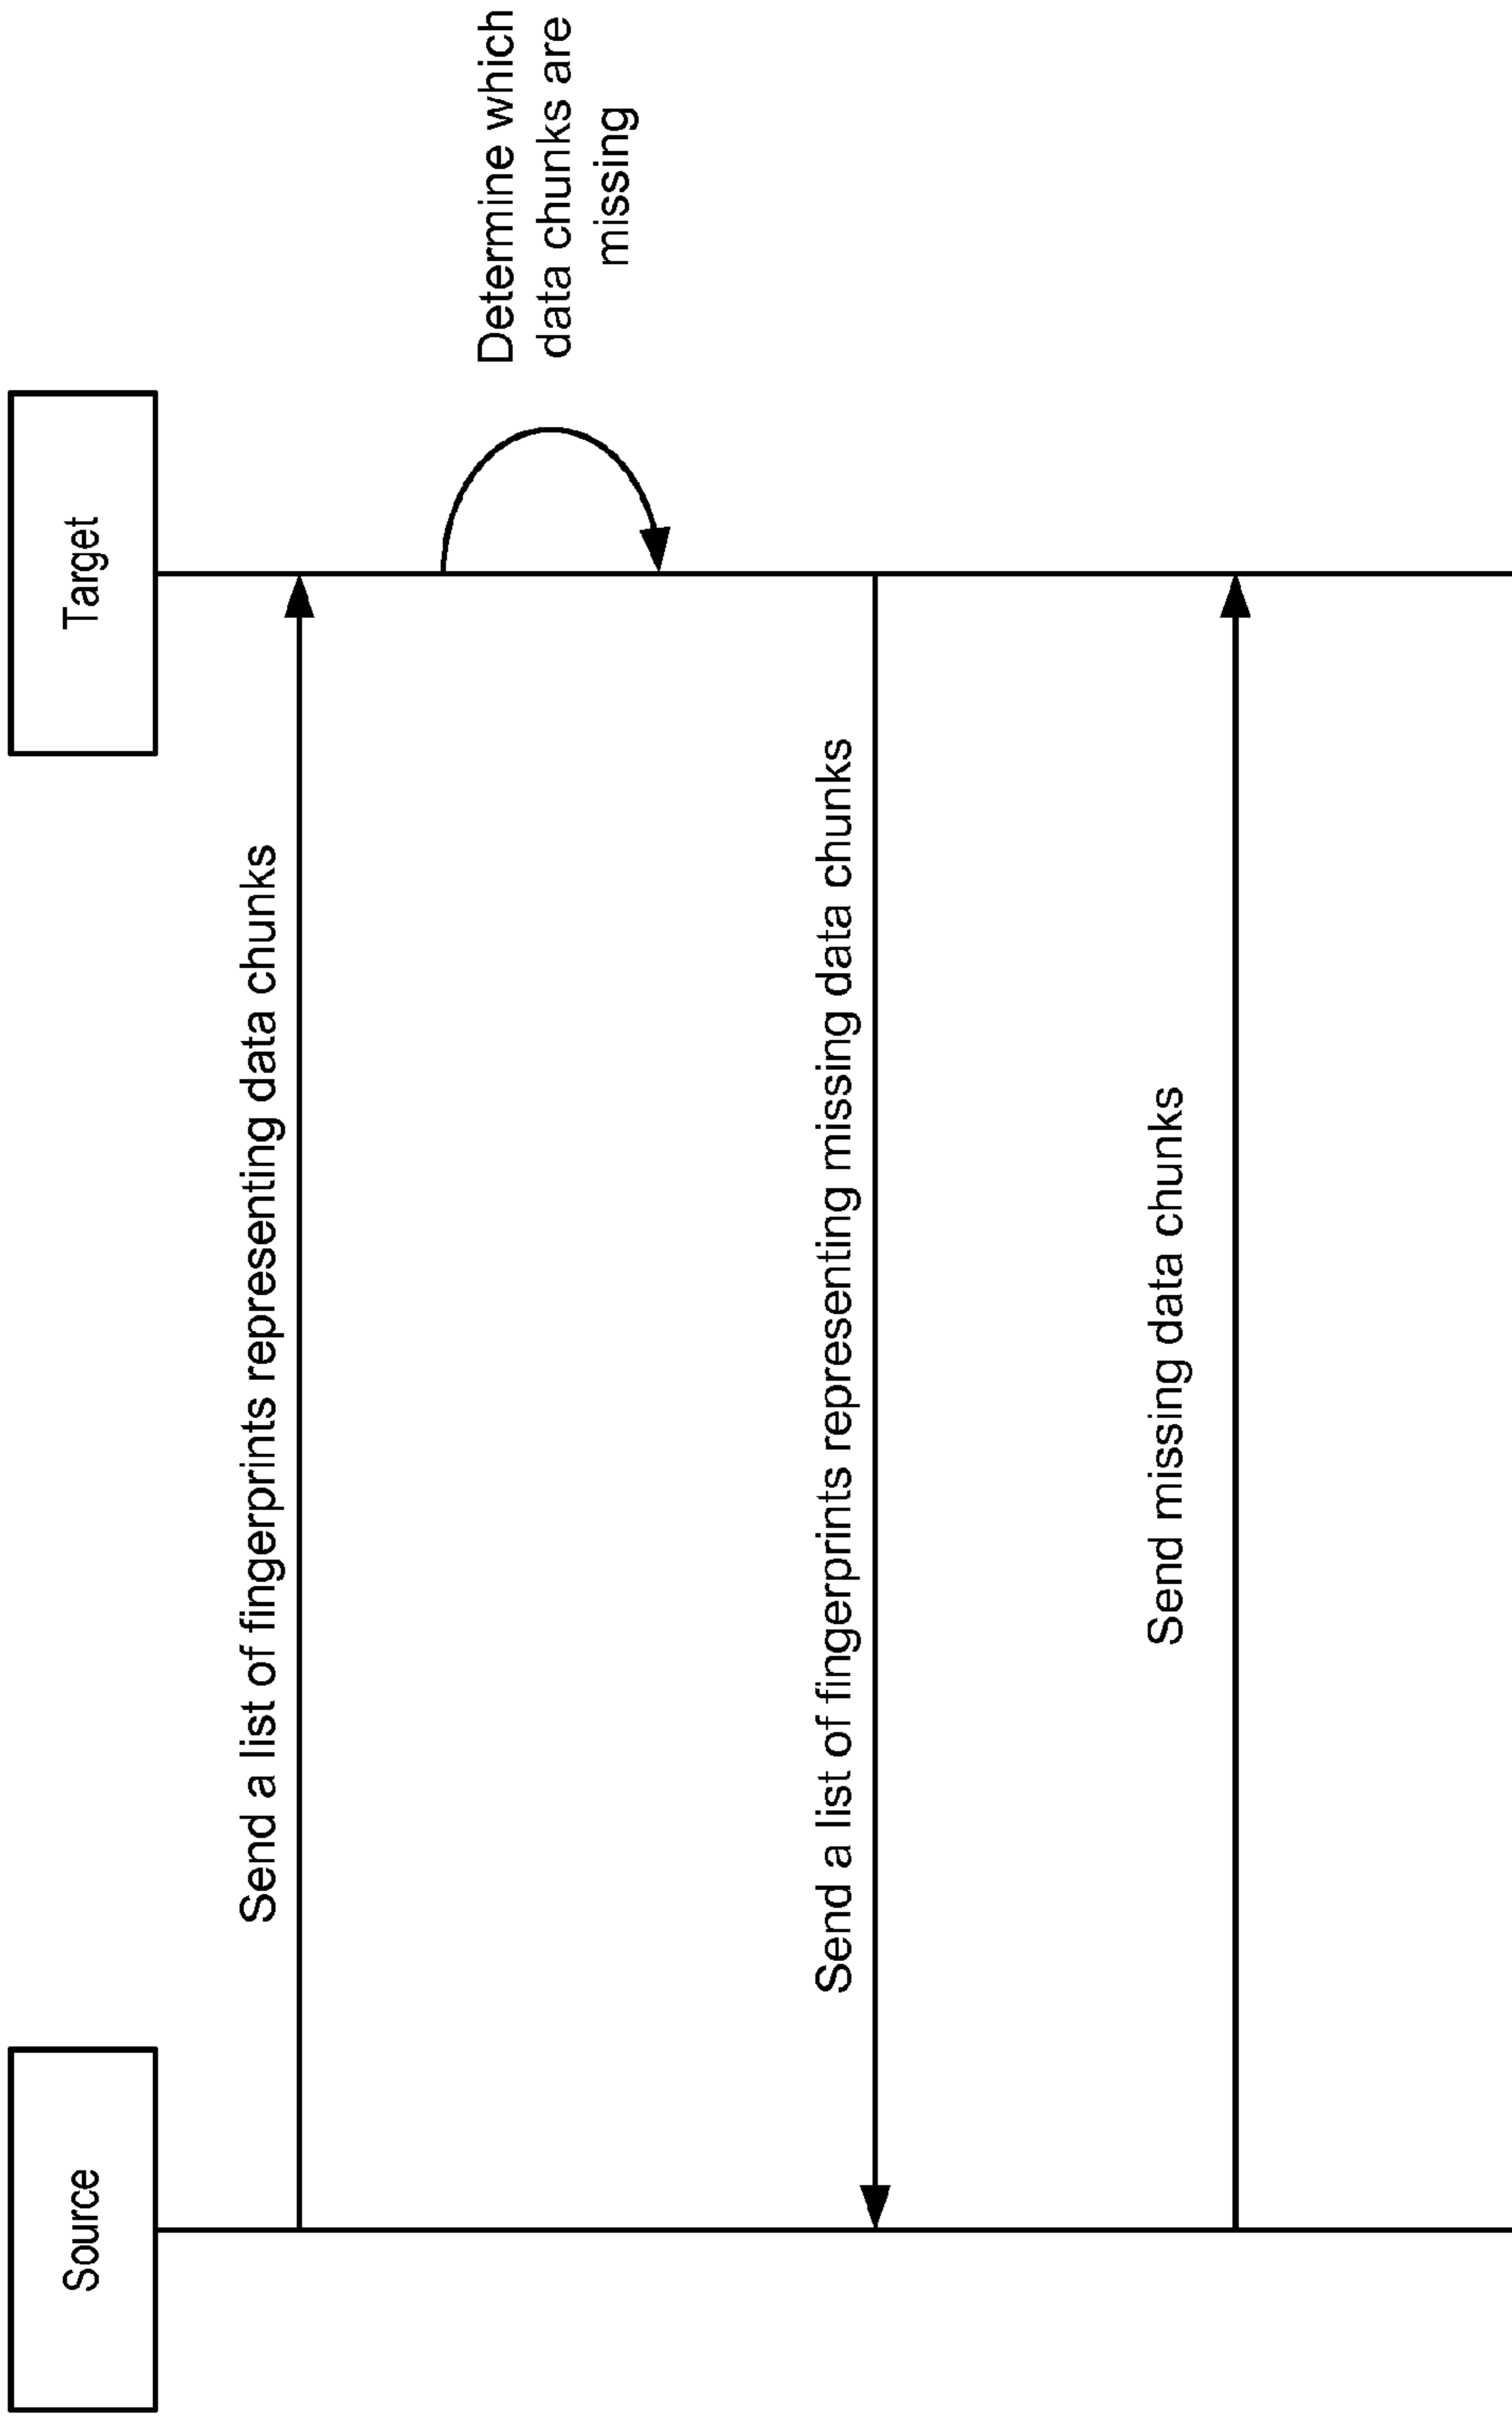 Source
Target
Send a list of fingerprints representing data chunks
Determine which
data chunks are
missing
Send a list of fingerprints representing missing data chunks
Send missing data chunks